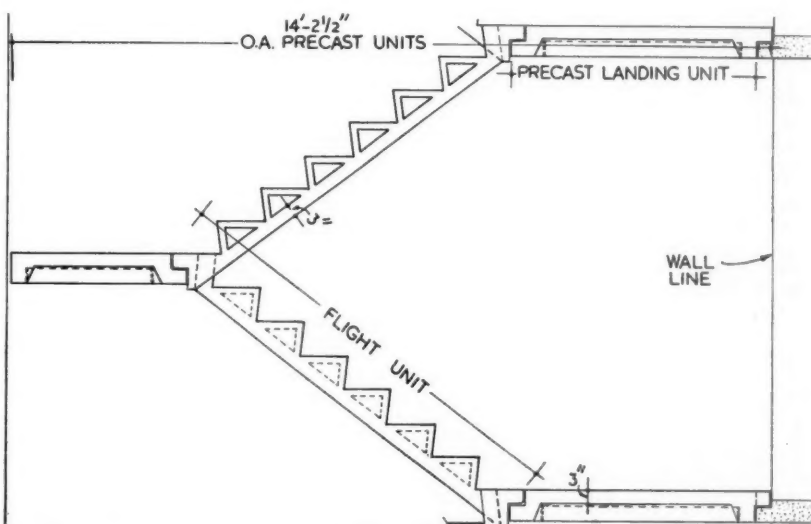 14'-2½"
O.A. PRECAST UNITS
PRECAST LANDING UNIT
3"
WALL
LINE
FLIGHT
UNIT
3"